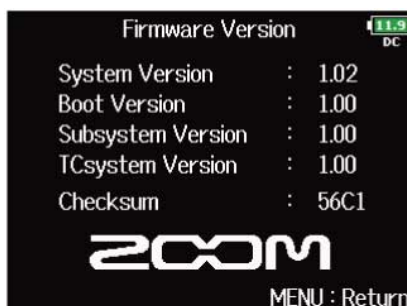 Firmware Version
11.9
DC
System Version : 1.02
Boot Version : 1.00
Subsystem Version : 1.00
TCsystem Version : 1.00
Checksum : 56C1
ZOOM
MENU : Return